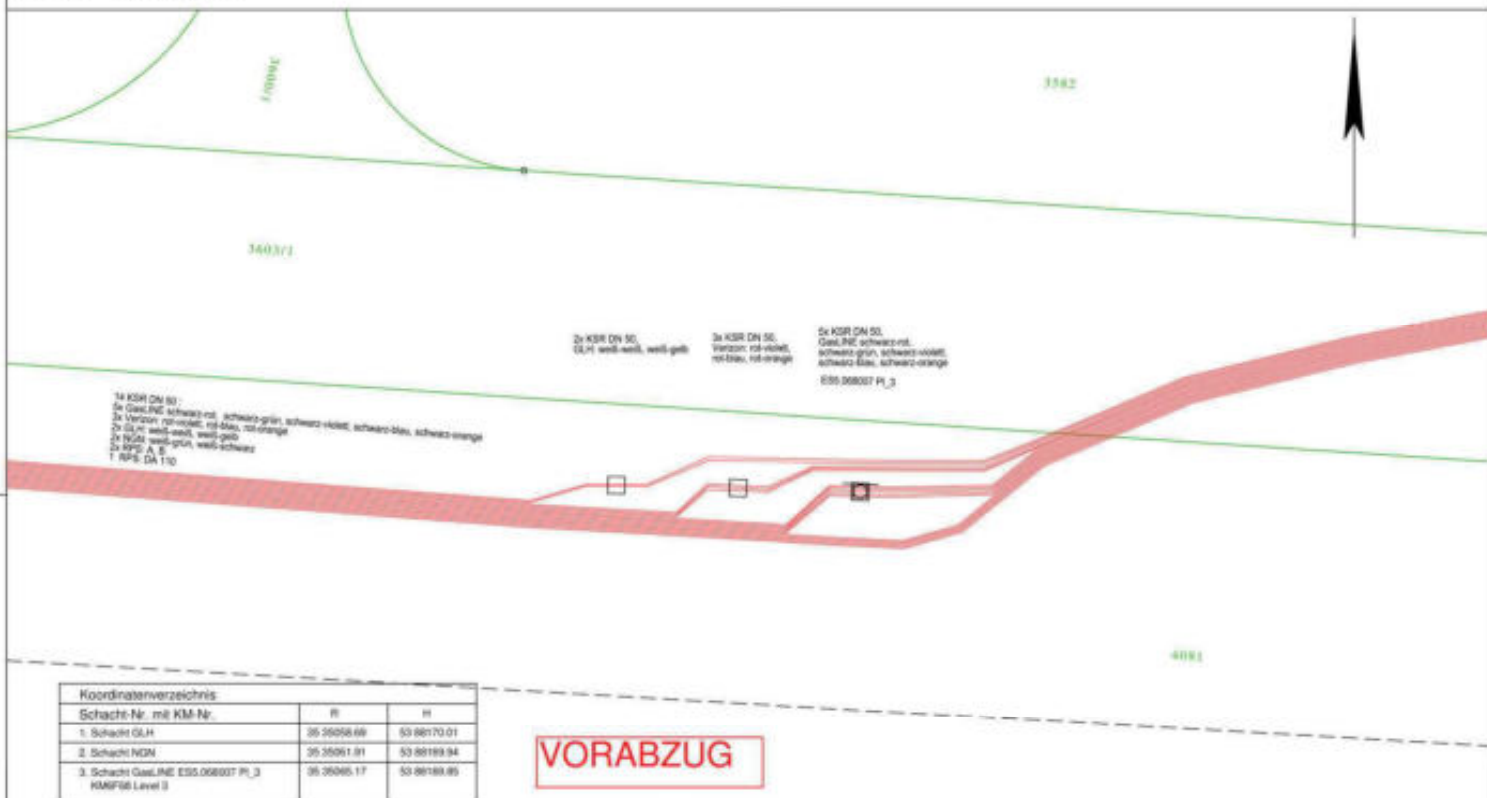 3600/1
3582
3603/1
2x KSR DN 50,
GLH: weiß-weiß, weiß-gelb
3x KSR DN 50,
Verizon: rot-violett,
rot-blau, rot-orange
5x KSR DN 50,
GasLINE schwarz-rot,
schwarz-grün, schwarz-violett,
schwarz-blau, schwarz-orange
ES5.068007 PI_3
14 KSR DN 50 :
5x GasLINE schwarz-rot, schwarz-grün, schwarz-violett, schwarz-blau, schwarz-orange
3x Verizon: rot-violett, rot-blau, rot-orange
2x GLH: weiß-weiß, weiß-gelb
2x NGN: weiß-grün, weiß-schwarz
2x RPS: A, B
1 RPS: DA 110
4081
Koordinatenverzeichnis
Schacht-Nr. mit KM-Nr. R H
1. Schacht GLH 35 35058.69 53 88170.01
2. Schacht NGN 35 35061.91 53 88169.94
3. Schacht GasLINE ES5.068007 PI_3 35 35065.17 53 88169.85
Level 3
VORABZUG